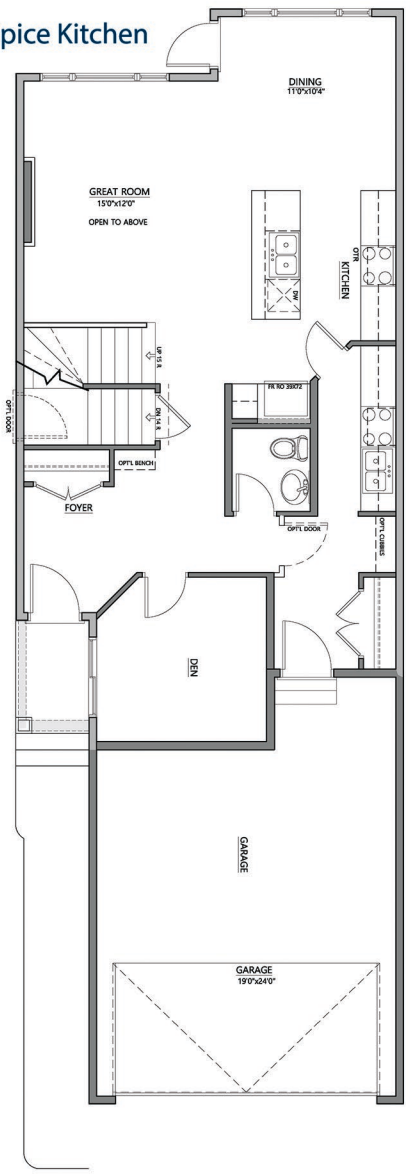 pice Kitchen
DINING
11'0"x10'4"
GREAT ROOM
15'0"x12'0"
OPEN TO ABOVE
OTR
KITCHEN
DW
UP 15 R
FR RO 39X72
DN 14 R
OPT'L DOOR
OPT'L BENCH
FOYER
OPT'L DOOR
OPT'L CUBBIES
DEN
GARAGE
GARAGE
19'0"x24'0"